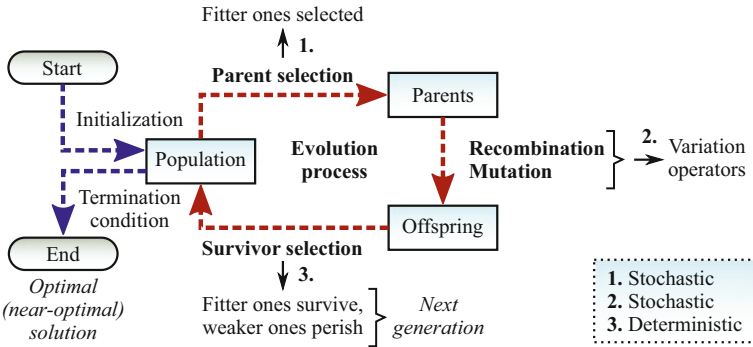 Fitter ones selected
1.
Start
Parent selection
Parents
Initialization
Population
Evolution
process
Recombination
Mutation
2.
Variation
operators
Termination
condition
Offspring
End
Survivor selection
3.
Optimal
(near-optimal)
solution
Fitter ones survive,
weaker ones perish
Next
generation
1. Stochastic
2. Stochastic
3. Deterministic